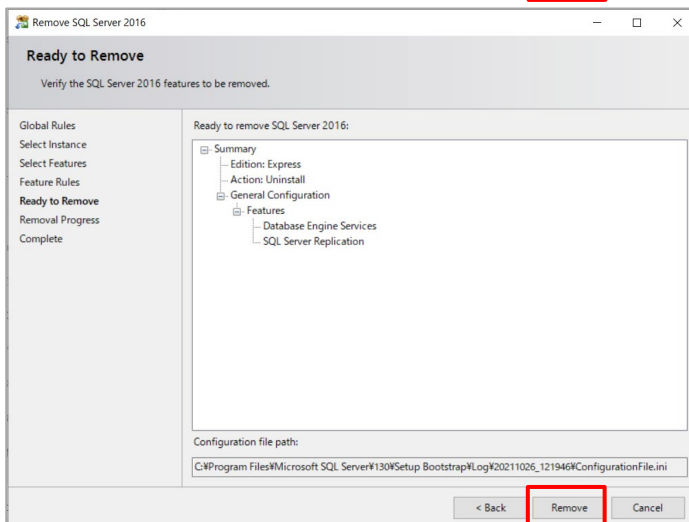 Remove SQL Server 2016
Ready to Remove
Verify the SQL Server 2016 features to be removed.
Global Rules
Select Instance
Select Features
Feature Rules
Ready to Remove
Removal Progress
Complete
Ready to remove SQL Server 2016:
Summary
Edition: Express
Action: Uninstall
General Configuration
Features
Database Engine Services
SQL Server Replication
Configuration file path:
C:¥Program Files¥Microsoft SQL Server¥130¥Setup Bootstrap¥Log¥20211026_121946¥ConfigurationFile.ini
< Back
Remove
Cancel